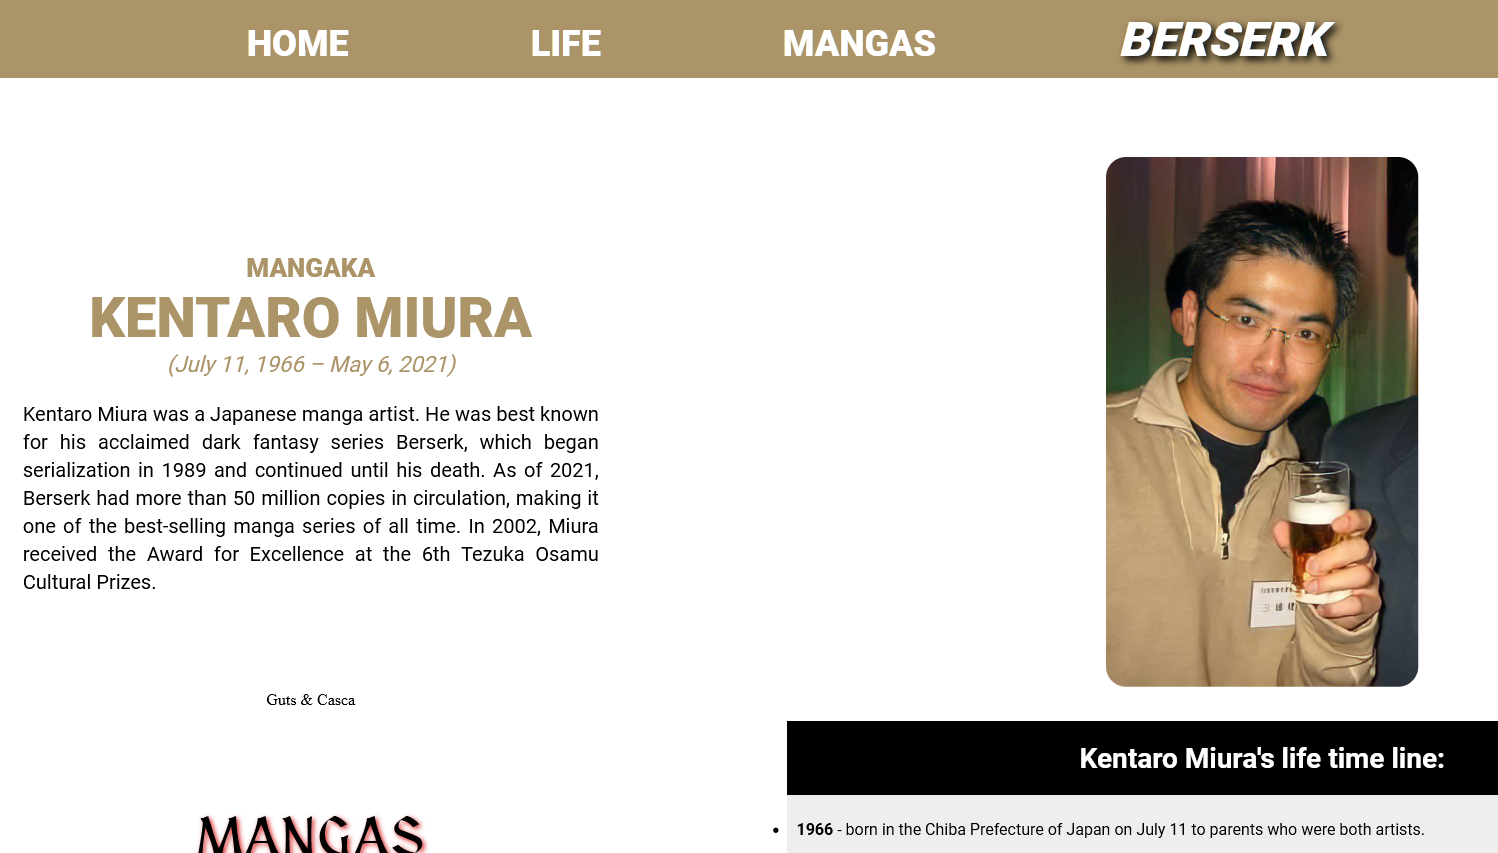 HOME LIFE MANGAS BERSERK
MANGAKA
KENTARO MIURA
(July 11, 1966 – May 6, 2021)
Kentaro Miura was a Japanese manga artist. He was best known
for his acclaimed dark fantasy series Berserk, which began
serialization in 1989 and continued until his death. As of 2021,
Berserk had more than 50 million copies in circulation, making it
one of the best-selling manga series of all time. In 2002, Miura
received the Award for Excellence at the 6th Tezuka Osamu
Cultural Prizes.
Guts & Casca
MANGAS
Kentaro Miura's life time line:
• 1966 - born in the Chiba Prefecture of Japan on July 11 to parents who were both artists.